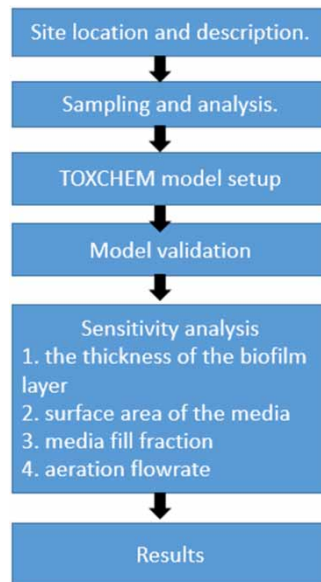 Site location and description.
Sampling and analysis.
TOXCHEM model setup
Model validation
Sensitivity analysis
1. the thickness of the biofilm
layer
2. surface area of the media
3. media fill fraction
4. aeration flowrate
Results